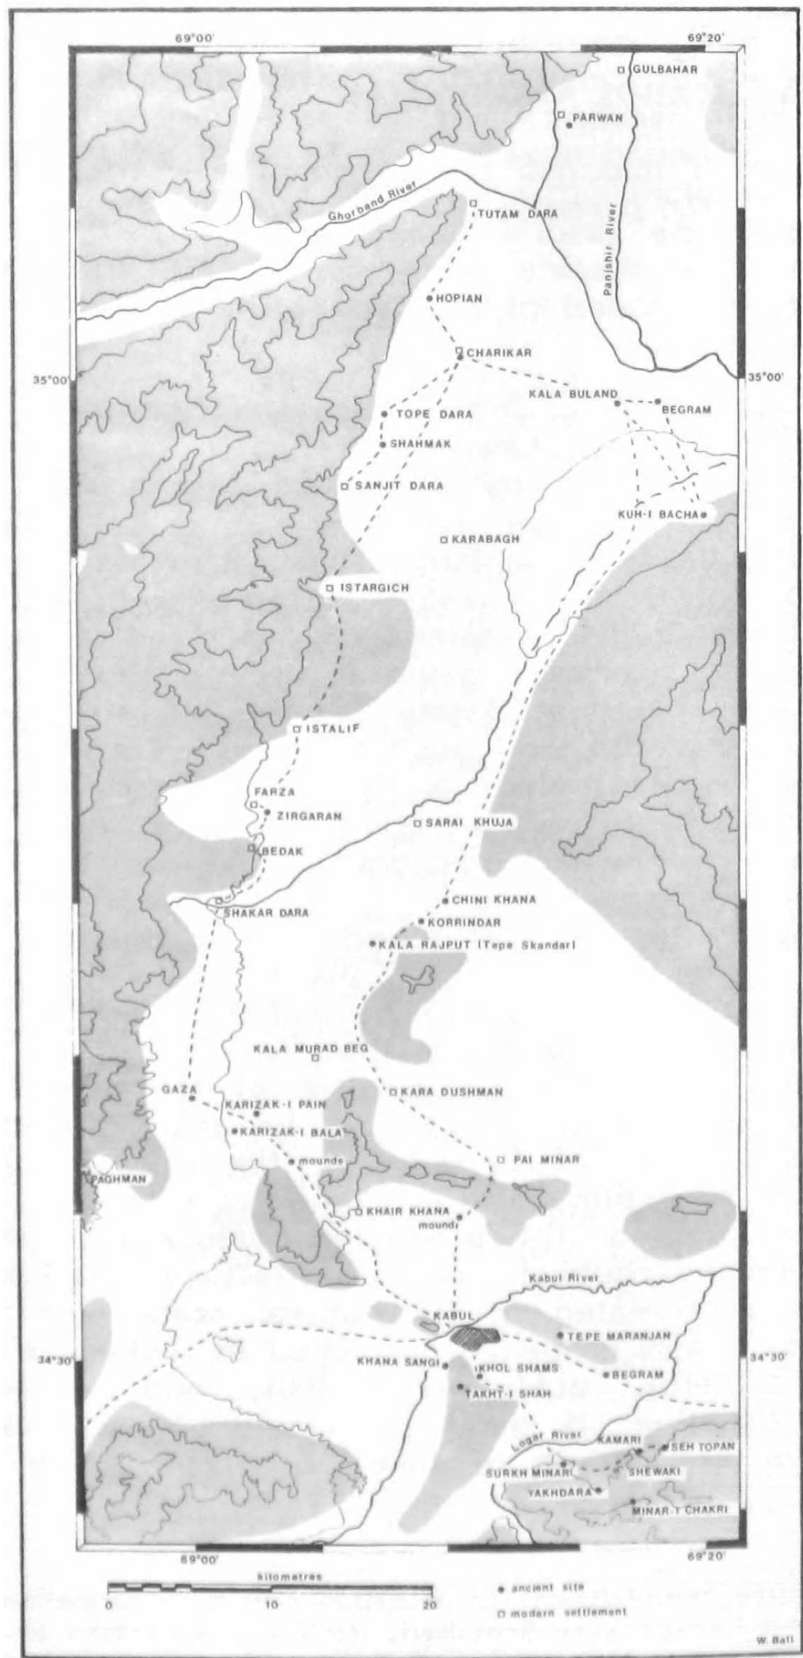 69°00'
69°20'
GULBAHAR
PARWAN
Ghorband River
TUTAM DARA
Panjshir River
HOPIAN
CHARIKAR
35°00'
35°00'
KALA BULAND
BEGRAM
TOPE DARA
SHAHMAK
SANJIT DARA
KUH-I BACHA
KARABAGH
ISTARGICH
ISTALIF
FARZA
ZIRGARAN
SARAI KHUJA
BEDAK
CHINI KHANA
SHAKAR DARA
KORRINDAR
KALA RAJPUT (Tepe Skandar)
KALA MURAD BEG
GAZA
KARA DUSHMAN
KARIZAK-I PAIN
KARIZAK-I BALA
mounds
PAI MINAR
PAGHMAN
KHAIR KHANA
mound
Kabul River
KABUL
TEPE MARANJAN
34°30'
34°30'
KHANA SANGI
KHOL SHAMS
BEGRAM
TAKHT-I SHAH
Logar River
KAMARI
SEH TOPAN
SURKH MINAR
SHEWAKI
YAKHDARA
MINAR-I CHAKRI
69°00'
69°20'
kilometres
0
10
20
ancient site
modern settlement
W. Ball